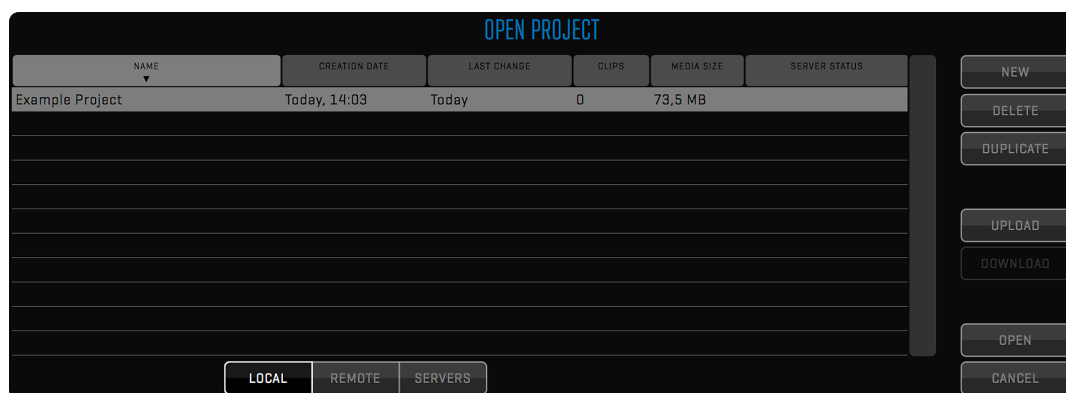 OPEN PROJECT
NAME CREATION DATE LAST CHANGE CLIPS MEDIA SIZE SERVER STATUS
Example Project Today, 14:03 Today 0 73,5 MB
NEW
DELETE
DUPLICATE
UPLOAD
DOWNLOAD
OPEN
LOCAL REMOTE SERVERS
CANCEL